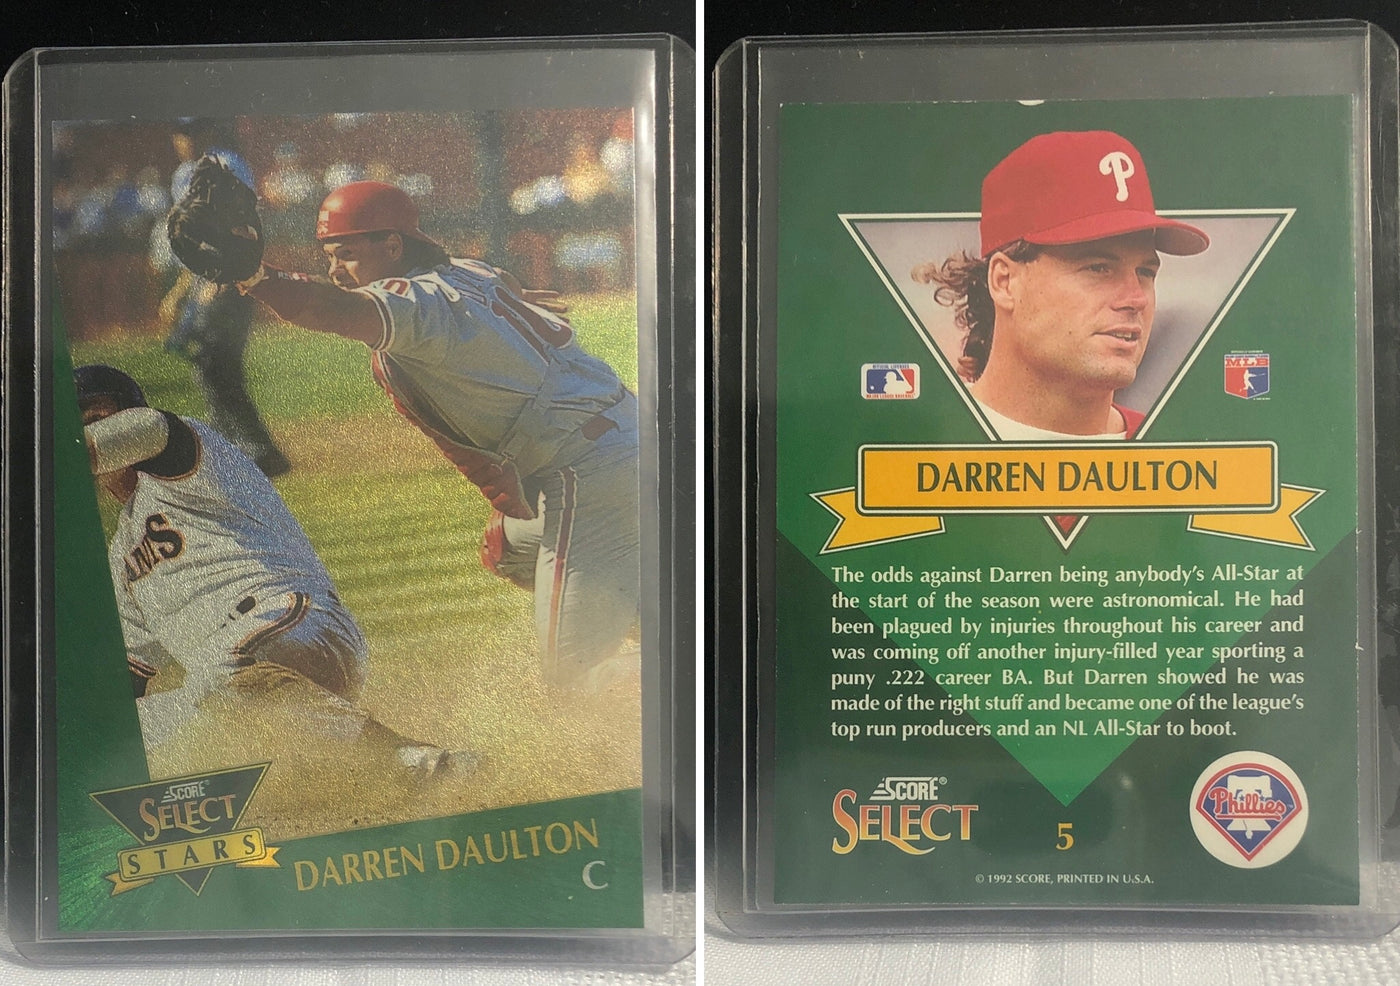 AMS
10
SCORE®
SELECT
STARS
DARREN DAULTON
C
P
MLB
DARREN DAULTON
The odds against Darren being anybody's All-Star at
the start of the season were astronomical. He had
been plagued by injuries throughout his career and
was coming off another injury-filled year sporting a
puny .222 career BA. But Darren showed he was
made of the right stuff and became one of the league's
top run producers and an NL All-Star to boot.
SCORE®
SELECT
5
Phillies
© 1992 SCORE, PRINTED IN U.S.A.